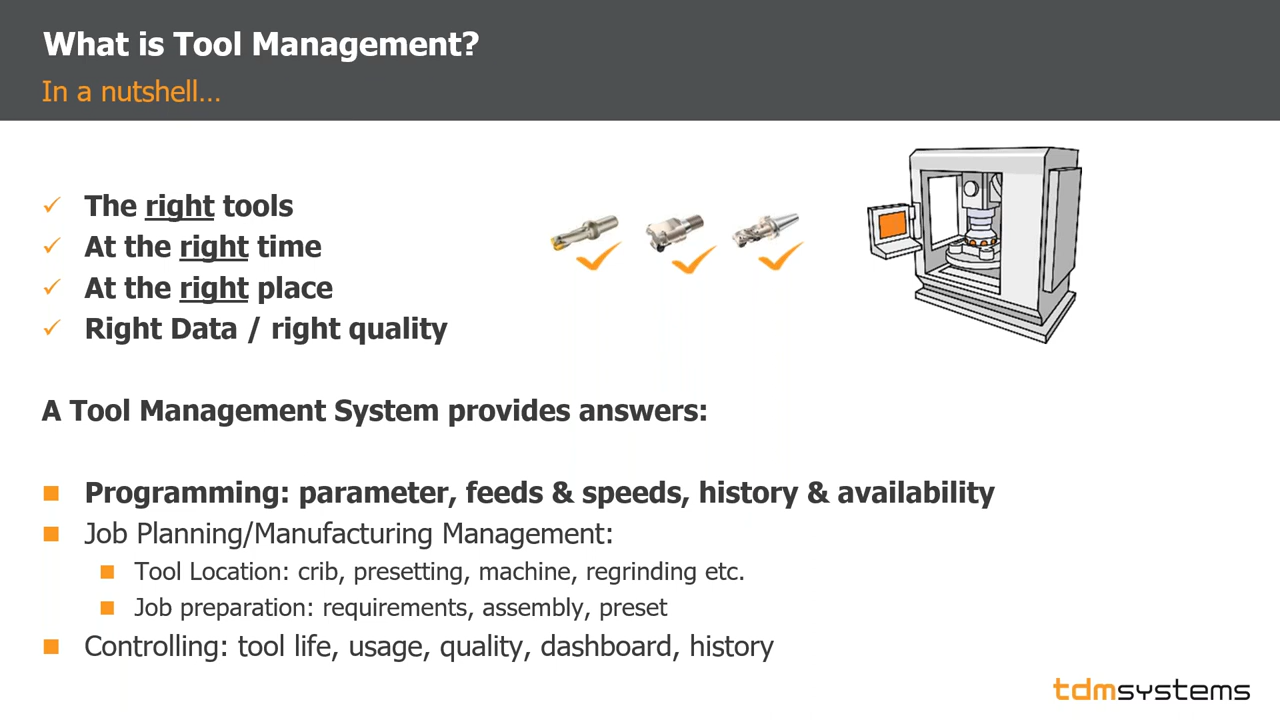 What is Tool Management?
In a nutshell…
The right tools
At the right time
At the right place
Right Data / right quality
A Tool Management System provides answers:
Programming: parameter, feeds & speeds, history & availability
Job Planning/Manufacturing Management:
Tool Location: crib, presetting, machine, regrinding etc.
Job preparation: requirements, assembly, preset
Controlling: tool life, usage, quality, dashboard, history
tdmsystems